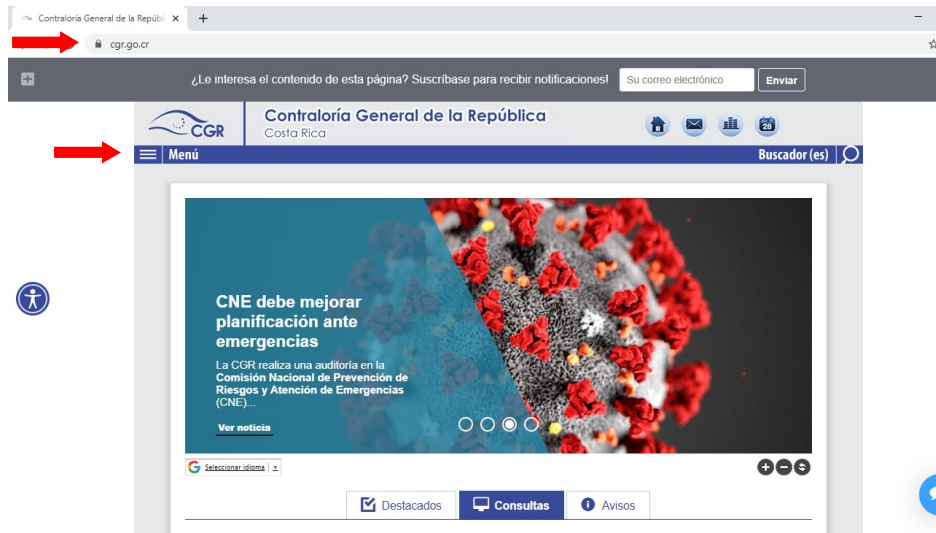 Contraloría General de la Repúbl
cgr.go.cr
¿Le interesa el contenido de esta página? Suscríbase para recibir notificaciones!
Su correo electrónico
Enviar
CGR
Contraloría General de la República
Costa Rica
28
Menú
Buscador (es)
CNE debe mejorar
planificación ante
emergencias
La CGR realiza una auditoría en la
Comisión Nacional de Prevención de
Riesgos y Atención de Emergencias
(CNE)...
Ver noticia
G Seleccionar idioma
Destacados
Consultas
Avisos